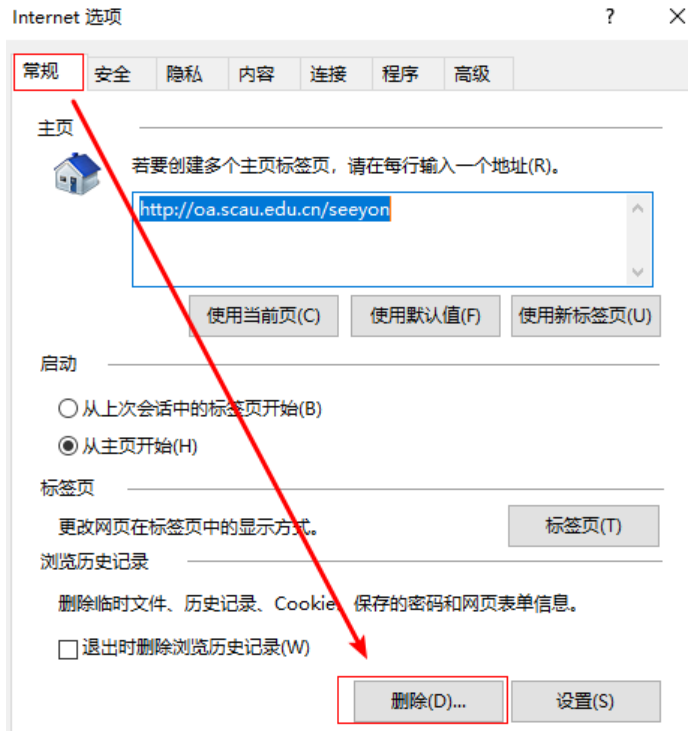 Internet 选项
? ×
常规 安全 隐私 内容 连接 程序 高级
主页
若要创建多个主页标签页，请在每行输入一个地址(R)。
http://oa.scau.edu.cn/seeyon
使用当前页(C) 使用默认值(F) 使用新标签页(U)
启动
从上次会话中的标签页开始(B)
从主页开始(H)
标签页
更改网页在标签页中的显示方式。 标签页(T)
浏览历史记录
删除临时文件、历史记录、Cookie、保存的密码和网页表单信息。
退出时删除浏览历史记录(W)
删除(D)... 设置(S)